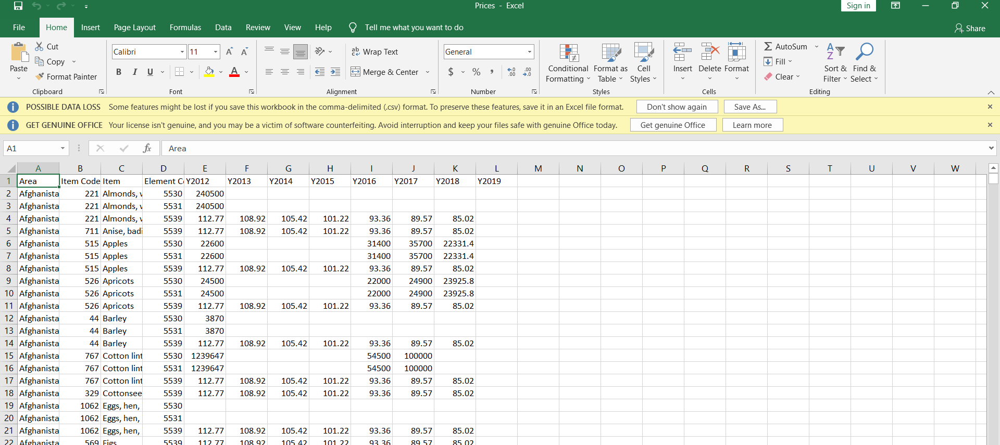 Prices - Excel
Sign in
File Home Insert Page Layout Formulas Data Review View Help Tell me what you want to do
Share
Cut
Copy
Format Painter
Paste
Clipboard
Calibri 11 A A
B I U A
Font
Wrap Text
Merge & Center
Alignment
General
$ % ,
Number
Conditional Formatting
Format as Table
Cell Styles
Styles
Insert Delete Format
Cells
AutoSum
Fill
Clear
Sort & Filter
Find & Select
Editing
POSSIBLE DATA LOSS Some features might be lost if you save this workbook in the comma-delimited (.csv) format. To preserve these features, save it in an Excel file format. Don't show again Save As...
GET GENUINE OFFICE Your license isn't genuine, and you may be a victim of software counterfeiting. Avoid interruption and keep your files safe with genuine Office today. Get genuine Office Learn more
A1 fx Area
A B C D E F G H I J K L M N O P Q R S T U V W
1 Area Item Code Item Element C Y2012 Y2013 Y2014 Y2015 Y2016 Y2017 Y2018 Y2019
2 Afghanista 221 Almonds, v 5530 240500
3 Afghanista 221 Almonds, v 5531 240500
4 Afghanista 221 Almonds, v 5539 112.77 108.92 105.42 101.22 93.36 89.57 85.02
5 Afghanista 711 Anise, badi 5539 112.77 108.92 105.42 101.22 93.36 89.57 85.02
6 Afghanista 515 Apples 5530 22600 31400 35700 22331.4
7 Afghanista 515 Apples 5531 22600 31400 35700 22331.4
8 Afghanista 515 Apples 5539 112.77 108.92 105.42 101.22 93.36 89.57 85.02
9 Afghanista 526 Apricots 5530 24500 22000 24900 23925.8
10 Afghanista 526 Apricots 5531 24500 22000 24900 23925.8
11 Afghanista 526 Apricots 5539 112.77 108.92 105.42 101.22 93.36 89.57 85.02
12 Afghanista 44 Barley 5530 3870
13 Afghanista 44 Barley 5531 3870
14 Afghanista 44 Barley 5539 112.77 108.92 105.42 101.22 93.36 89.57 85.02
15 Afghanista 767 Cotton lint 5530 1239647 54500 100000
16 Afghanista 767 Cotton lint 5531 1239647 54500 100000
17 Afghanista 767 Cotton lint 5539 112.77 108.92 105.42 101.22 93.36 89.57 85.02
18 Afghanista 329 Cottonsee 5539 112.77 108.92 105.42 101.22 93.36 89.57 85.02
19 Afghanista 1062 Eggs, hen, 5530
20 Afghanista 1062 Eggs, hen, 5531
21 Afghanista 1062 Eggs, hen, 5539 112.77 108.92 105.42 101.22 93.36 89.57 85.02
22 Afghanista 569 Figs 5539 112.77 108.92 105.42 101.22 93.36 89.57 85.02